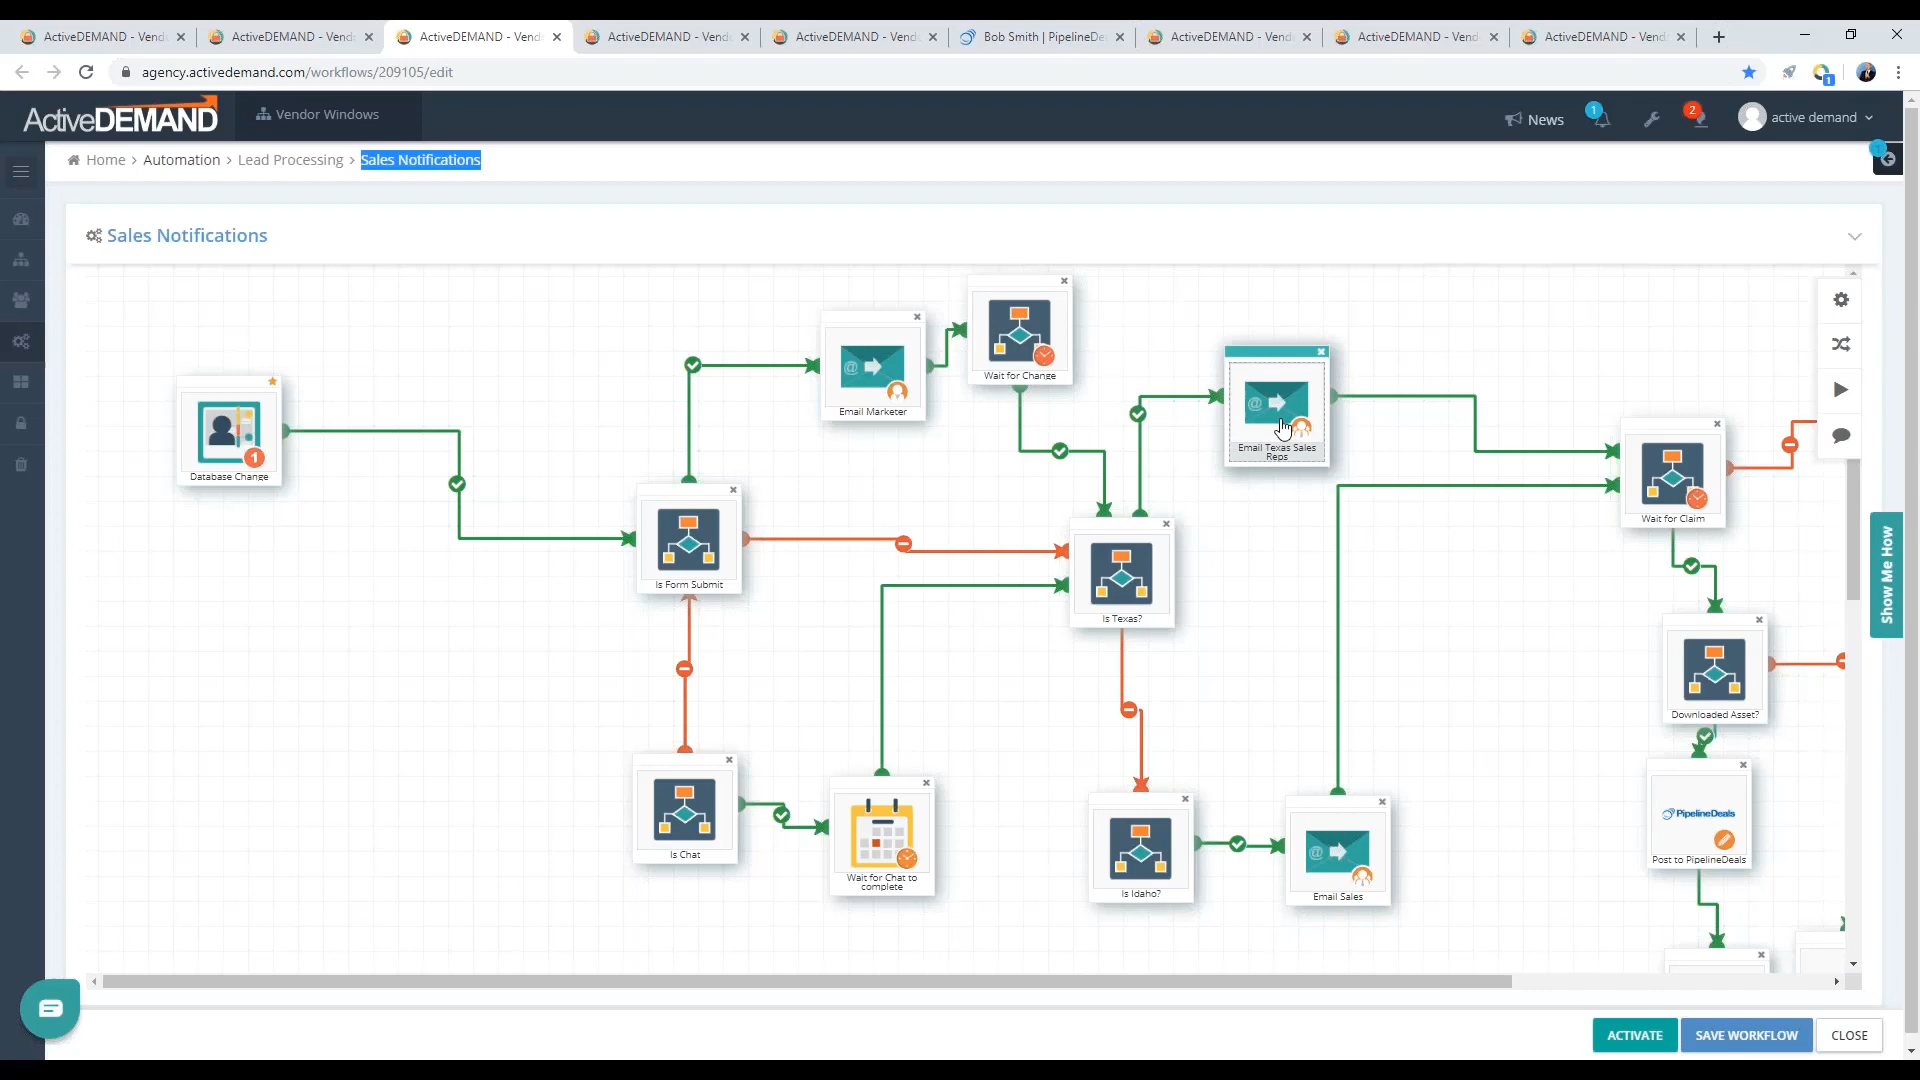 ActiveDEMAND - Vend
ActiveDEMAND - Vend
ActiveDEMAND - Vend
ActiveDEMAND - Vend
ActiveDEMAND - Vend
Bob Smith | PipelineDe
ActiveDEMAND - Vend
ActiveDEMAND - Vend
ActiveDEMAND - Vend
agency.activedemand.com/workflows/209105/edit
1
ActiveDEMAND
Vendor Windows
News
1
2
active demand
Home > Automation > Lead Processing > Sales Notifications
Sales Notifications
Wait for Change
@
Email Marketer
@
Email Texas Sales
Reps
1
Database Change
Wait for Claim
Is Form Submit
Is Texas?
Show Me How
Downloaded Asset?
Is Chat
Wait for Chat to
complete
Is Idaho?
@
Email Sales
PipelineDeals
Post to PipelineDeals
ACTIVATE
SAVE WORKFLOW
CLOSE